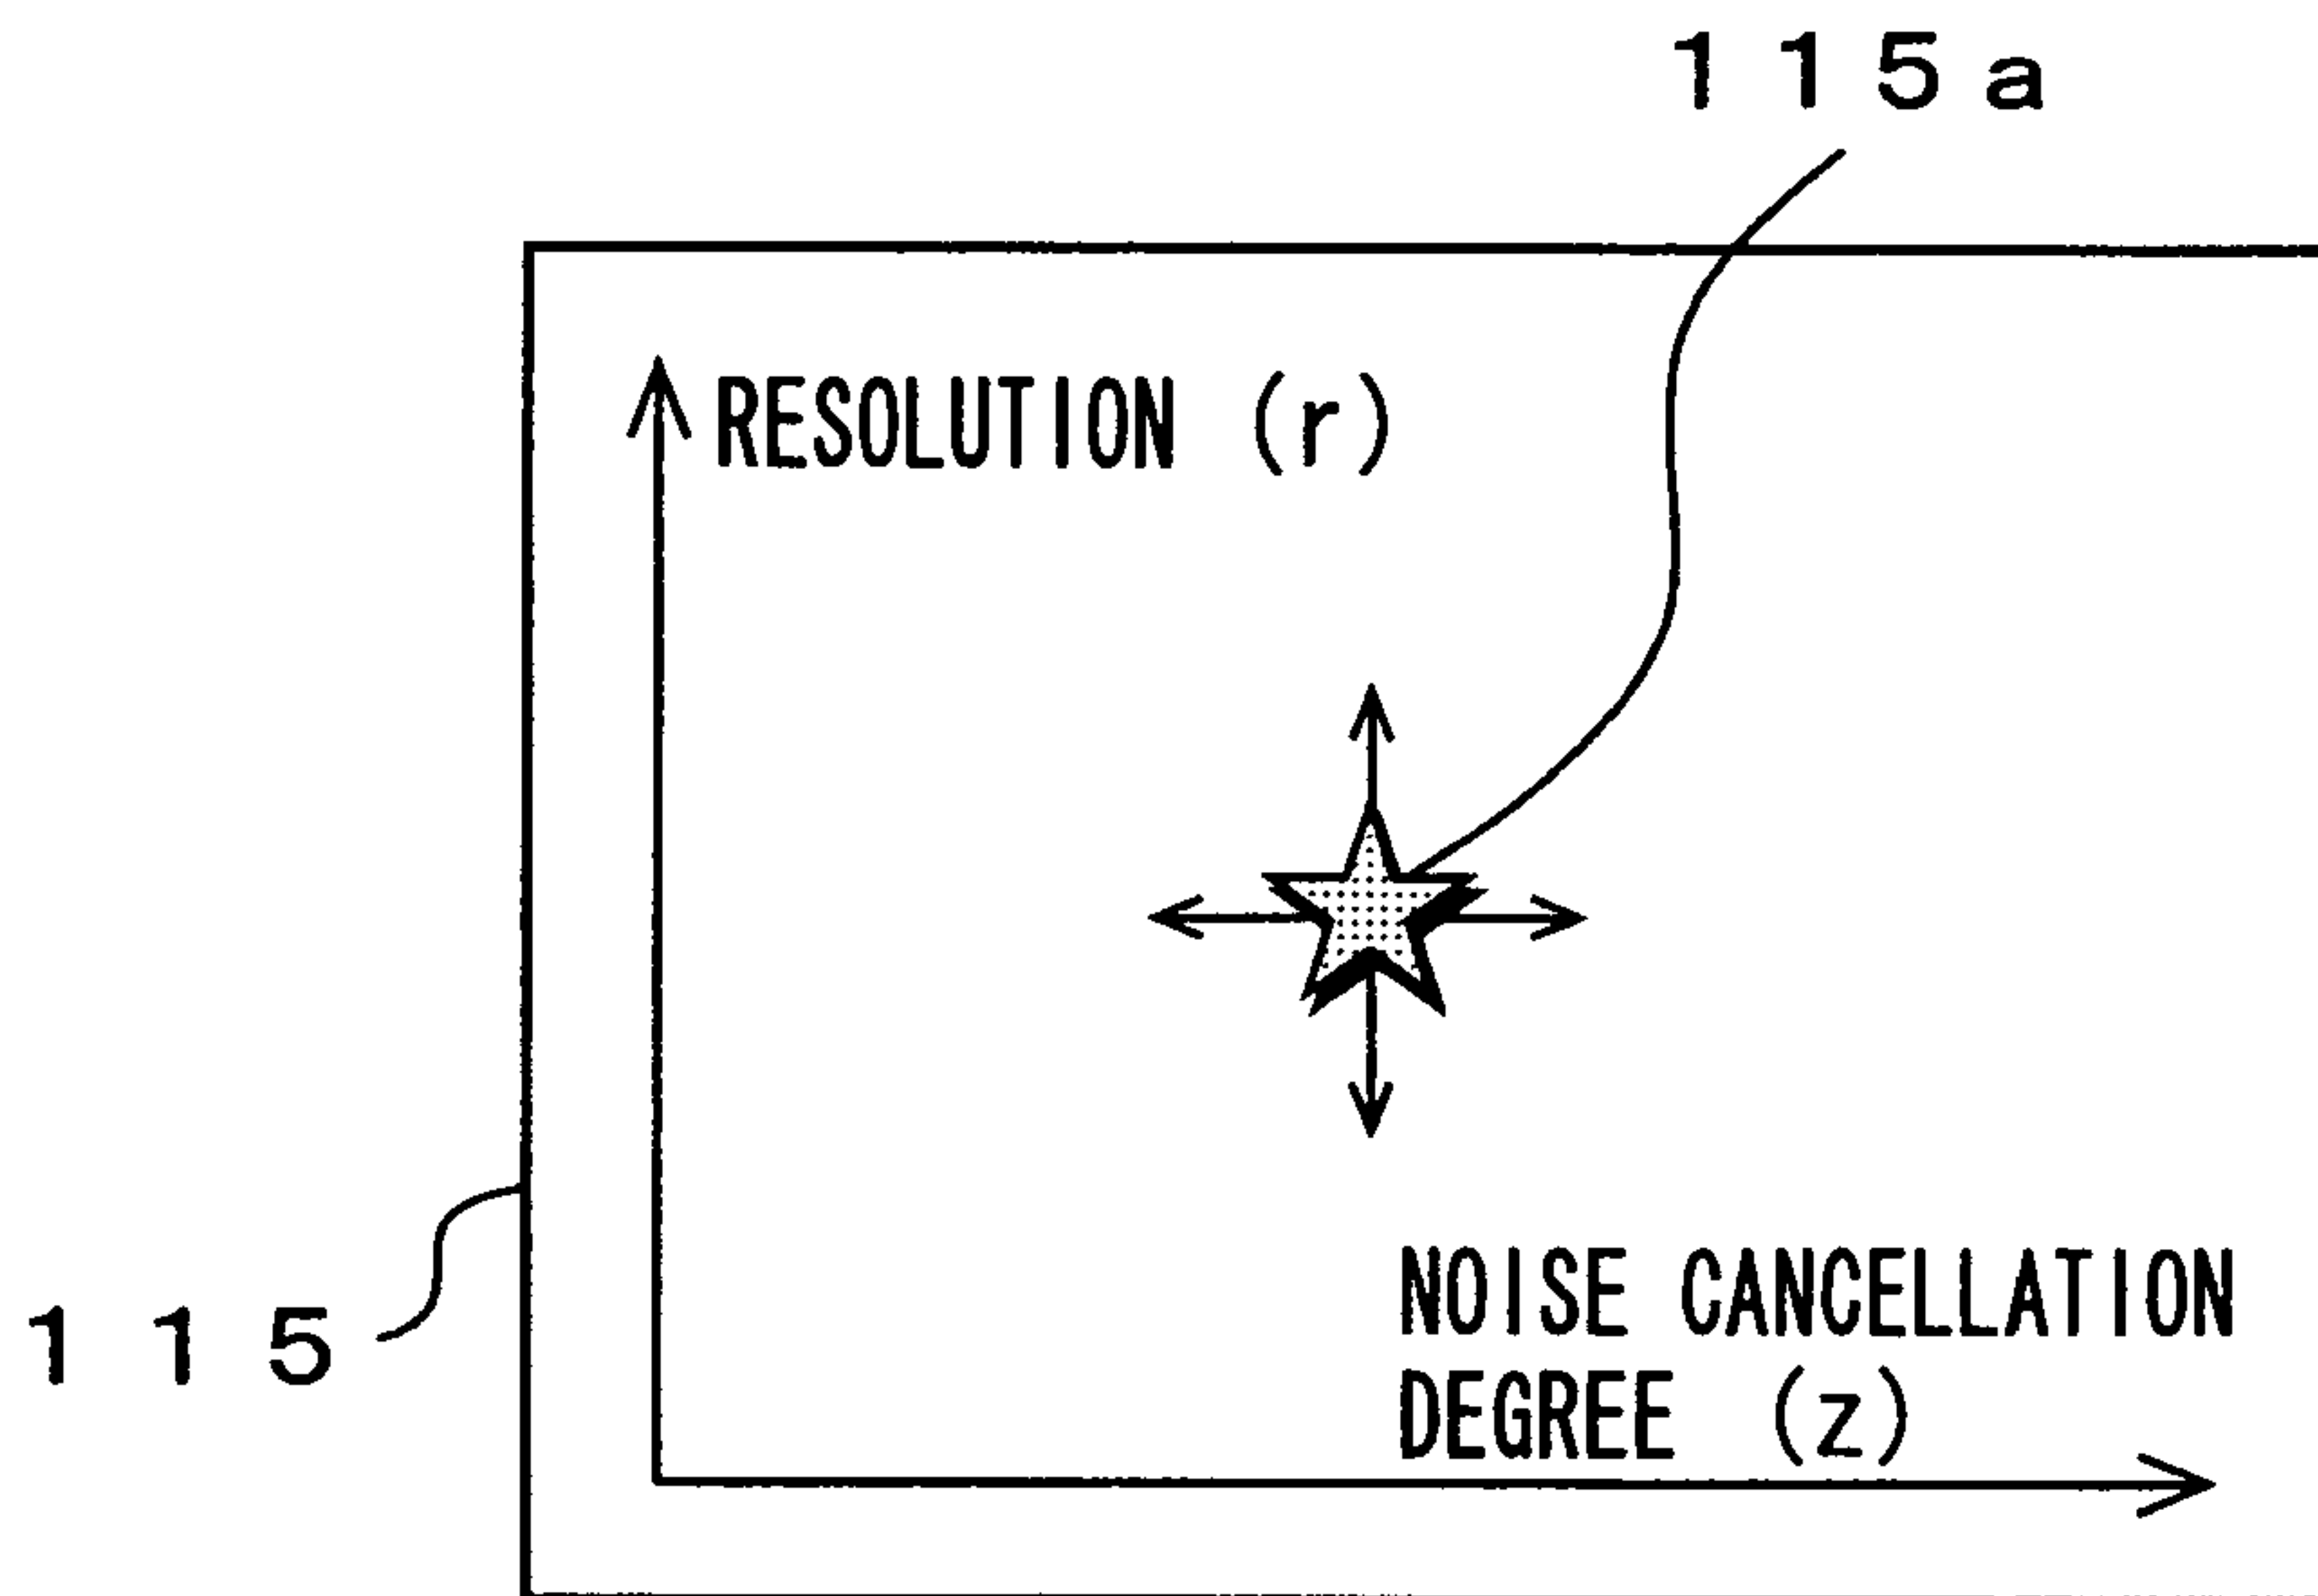 115a
RESOLUTION (r)
NOISE CANCELLATION
DEGREE (z)
115